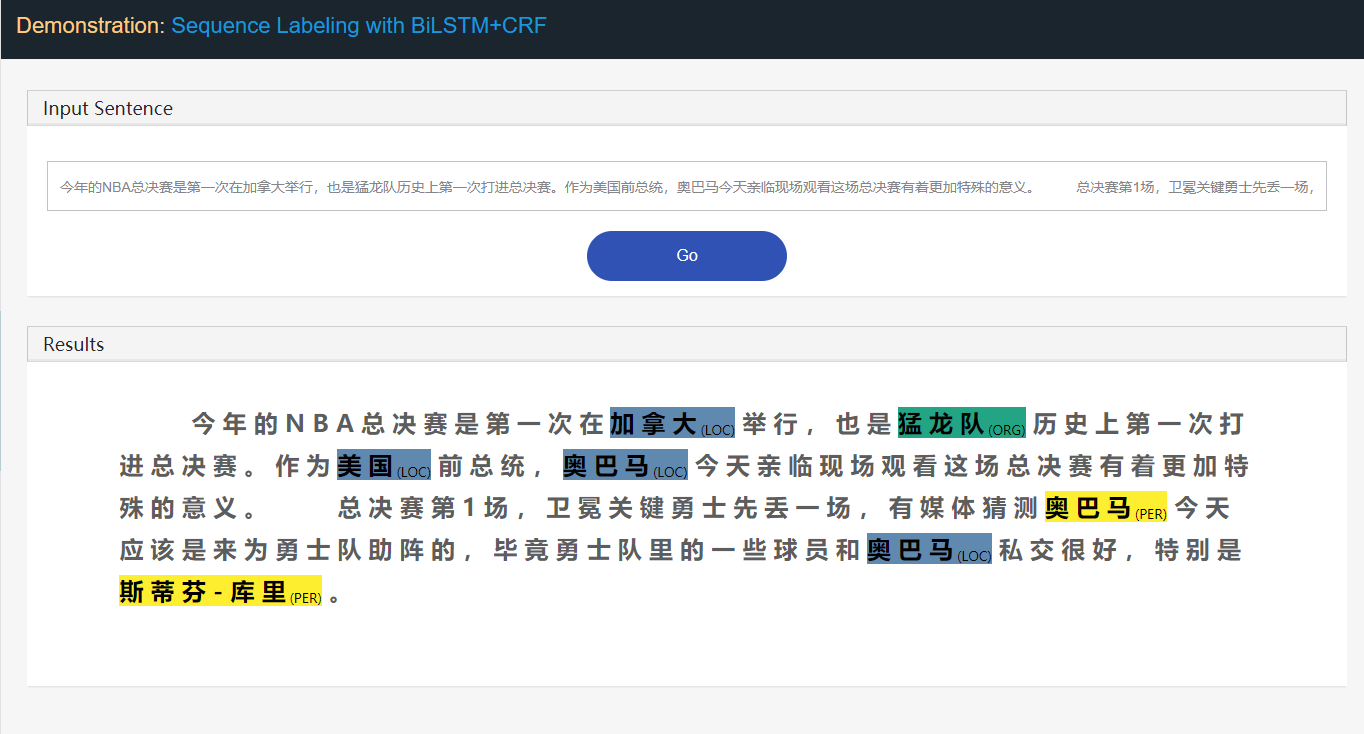 Demonstration: Sequence Labeling with BiLSTM+CRF
Input Sentence
今年的NBA总决赛是第一次在加拿大举行，也是猛龙队历史上第一次打进总决赛。作为美国前总统，奥巴马今天亲临现场观看这场总决赛有着更加特殊的意义。 总决赛第1场，卫冕关键勇士先丢一场，
Go
Results
今年的NBA总决赛是第一次在加拿大(LOC)举行，也是猛龙队(ORG)历史上第一次打
进总决赛。作为美国(LOC)前总统，奥巴马(LOC)今天亲临现场观看这场总决赛有着更加特
殊的意义。 总决赛第1场，卫冕关键勇士先丢一场，有媒体猜测奥巴马(PER)今天
应该是来为勇士队助阵的，毕竟勇士队里的一些球员和奥巴马(LOC)私交很好，特别是
斯蒂芬-库里(PER)。